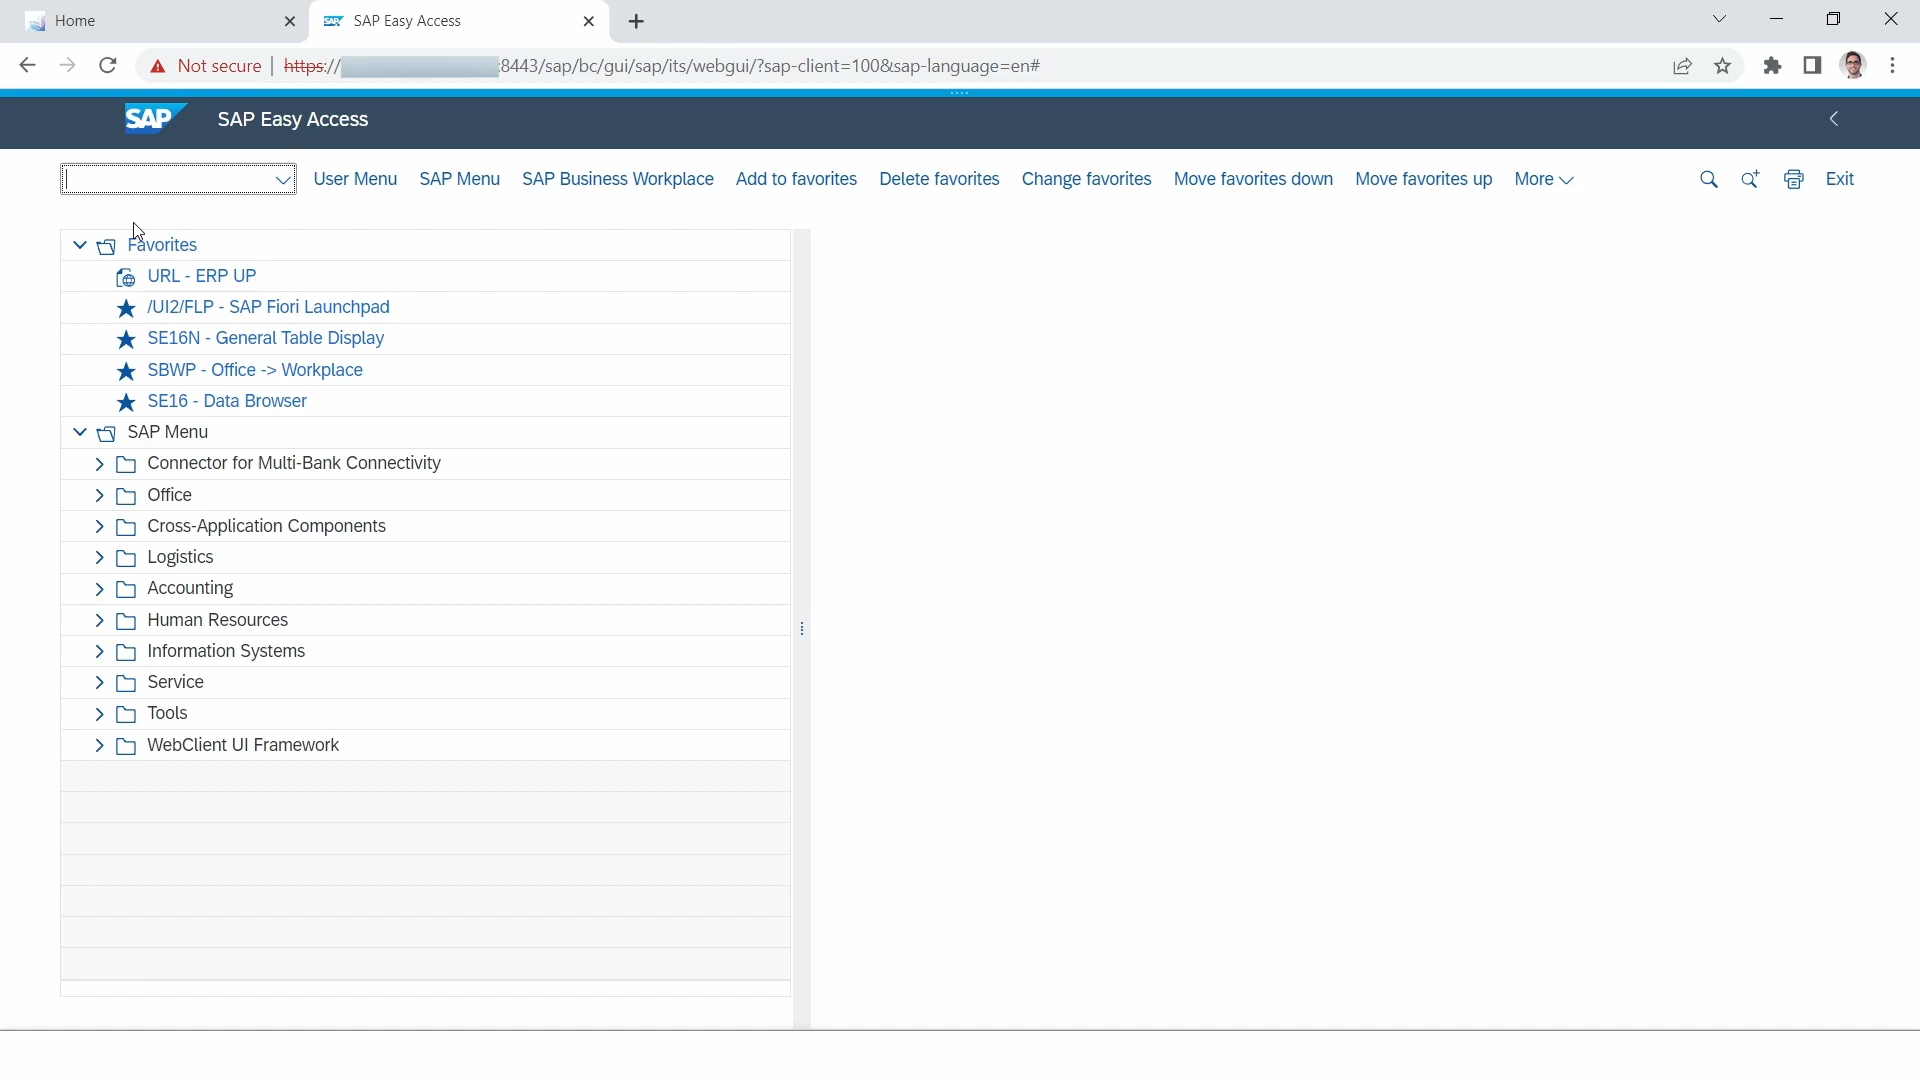 Home
SAP SAP Easy Access
Not secure | https:// :8443/sap/bc/gui/sap/its/webgui/?sap-client=100&sap-language=en#
SAP SAP Easy Access
User Menu SAP Menu SAP Business Workplace Add to favorites Delete favorites Change favorites Move favorites down Move favorites up More Exit
Favorites
URL - ERP UP
/UI2/FLP - SAP Fiori Launchpad
SE16N - General Table Display
SBWP - Office -> Workplace
SE16 - Data Browser
SAP Menu
Connector for Multi-Bank Connectivity
Office
Cross-Application Components
Logistics
Accounting
Human Resources
Information Systems
Service
Tools
WebClient UI Framework